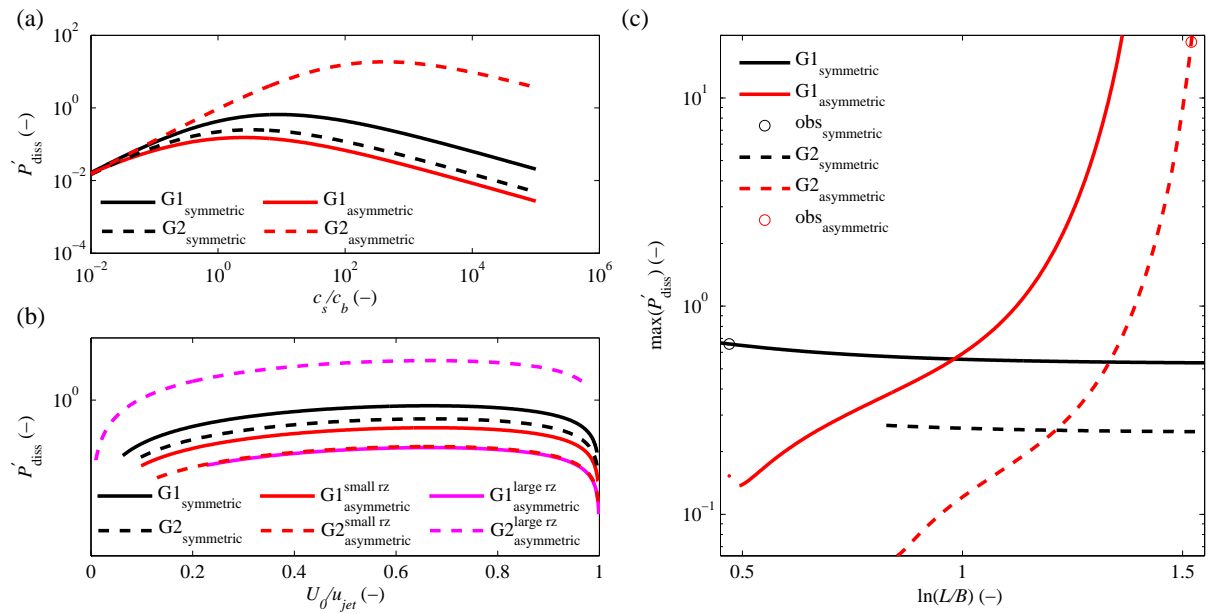 (a)
10^2
10^0
10^−2
10^−4
P′diss (–)
G1symmetric
G1asymmetric
G2symmetric
G2asymmetric
10^−2
10^0
10^2
10^4
10^6
cs/cb (–)
(b)
10^0
P′diss (–)
G1symmetric
G1asymmetric^small rz
G1asymmetric^large rz
G2symmetric
G2asymmetric^small rz
G2asymmetric^large rz
0
0.2
0.4
0.6
0.8
1
U0/ujet (–)
(c)
G1symmetric
G1asymmetric
obssymmetric
G2symmetric
G2asymmetric
obsasymmetric
10^1
10^0
10^−1
max(P′diss) (–)
0.5
1
1.5
ln(L/B) (–)